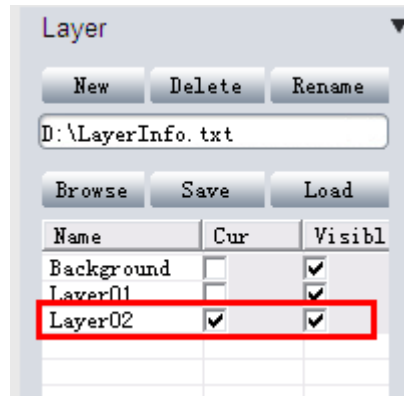 Layer
New Delete Rename
D:\LayerInfo.txt
Browse Save Load
Name Cur Visibl
Background
Layer01
Layer02